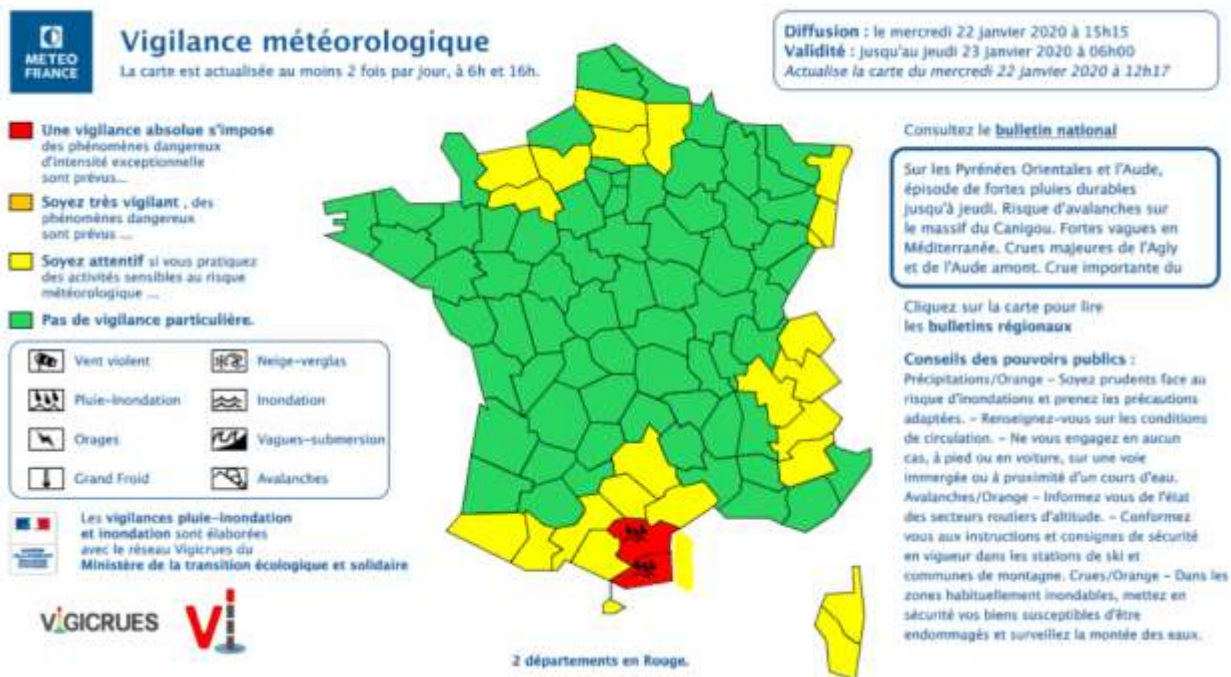 METEO
FRANCE
Vigilance météorologique
La carte est actualisée au moins 2 fois par jour, à 6h et 16h.
Diffusion : le mercredi 22 janvier 2020 à 15h15
Validité : jusqu'au jeudi 23 janvier 2020 à 06h00
Actualise la carte du mercredi 22 janvier 2020 à 12h17
Une vigilance absolue s'impose
des phénomènes dangereux
d'intensité exceptionnelle
sont prévus...
Soyez très vigilant , des
phénomènes dangereux
sont prévus ...
Soyez attentif si vous pratiquez
des activités sensibles au risque
météorologique ...
Pas de vigilance particulière.
Vent violent
Neige-verglas
Pluie-Inondation
Inondation
Orages
Vagues-submersion
Grand Froid
Avalanches
Les vigilances pluie-inondation
et inondation sont élaborées
avec le réseau Vigicrues du
Ministère de la transition écologique et solidaire
VIGICRUES
Vi
2 départements en Rouge.
Consultez le bulletin national
Sur les Pyrénées Orientales et l'Aude,
épisode de fortes pluies durables
jusqu'à jeudi. Risque d'avalanches sur
le massif du Canigou. Fortes vagues en
Méditerranée. Crues majeures de l'Agly
et de l'Aude amont. Crue importante du
Cliquez sur la carte pour lire
les bulletins régionaux
Conseils des pouvoirs publics :
Précipitations/Orange – Soyez prudents face au
risque d'inondations et prenez les précautions
adaptées. – Renseignez-vous sur les conditions
de circulation. – Ne vous engagez en aucun
cas, à pied ou en voiture, sur une voie
immergée ou à proximité d'un cours d'eau.
Avalanches/Orange – Informez vous de l'état
des secteurs routiers d'altitude. – Conformez
vous aux instructions et consignes de sécurité
en vigueur dans les stations de ski et
communes de montagne. Crues/Orange – Dans les
zones habituellement inondables, mettez en
sécurité vos biens susceptibles d'être
endommagés et surveillez la montée des eaux.